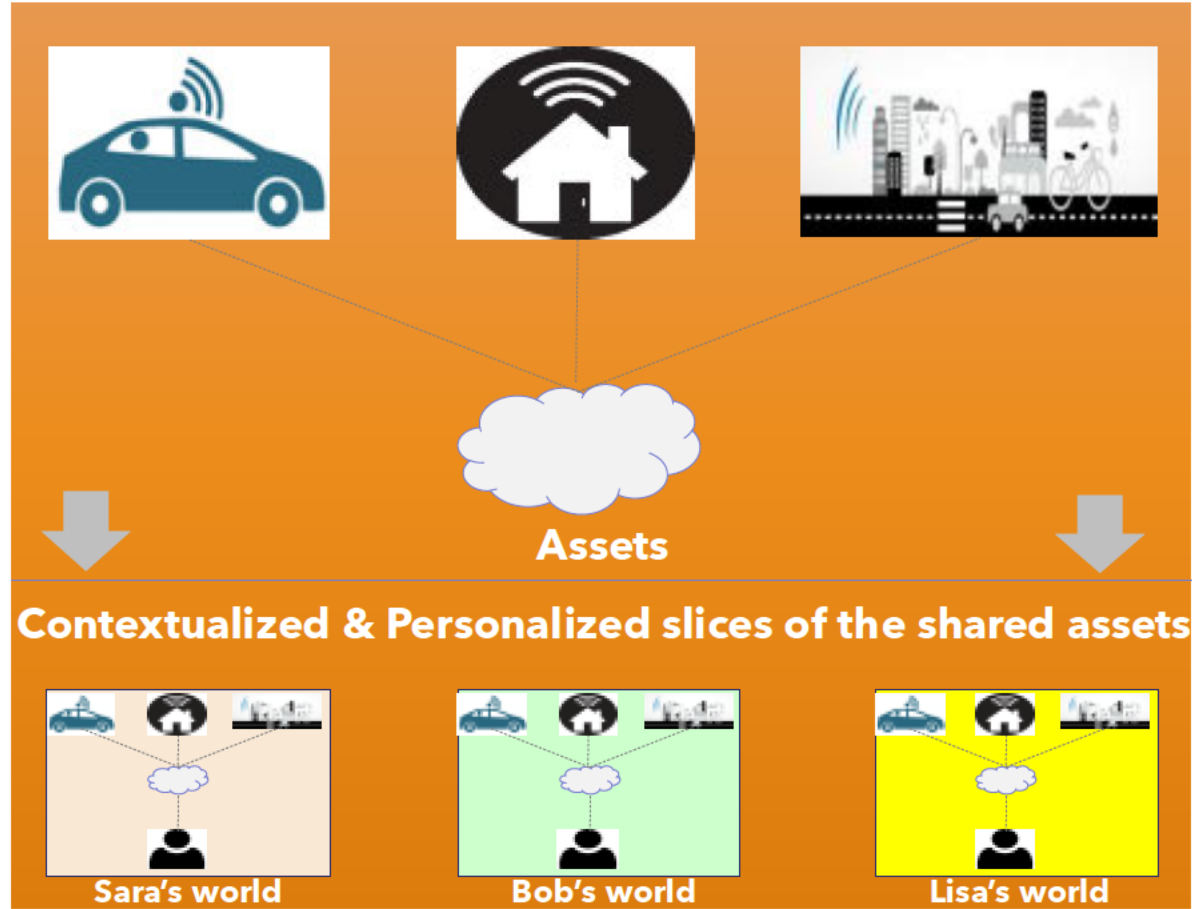 Assets
Contextualized & Personalized slices of the shared assets
Sara's world
Bob's world
Lisa's world